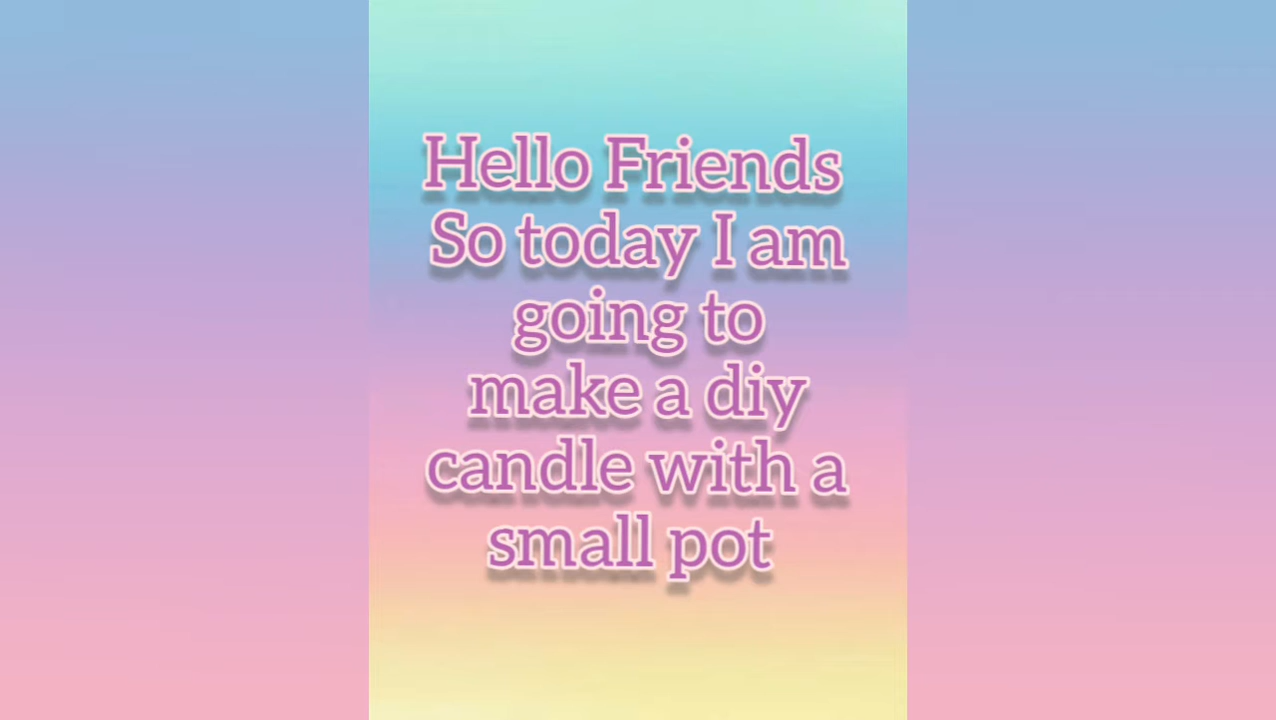 Hello Friends
So today I am
going to
make a diy
candle with a
small pot